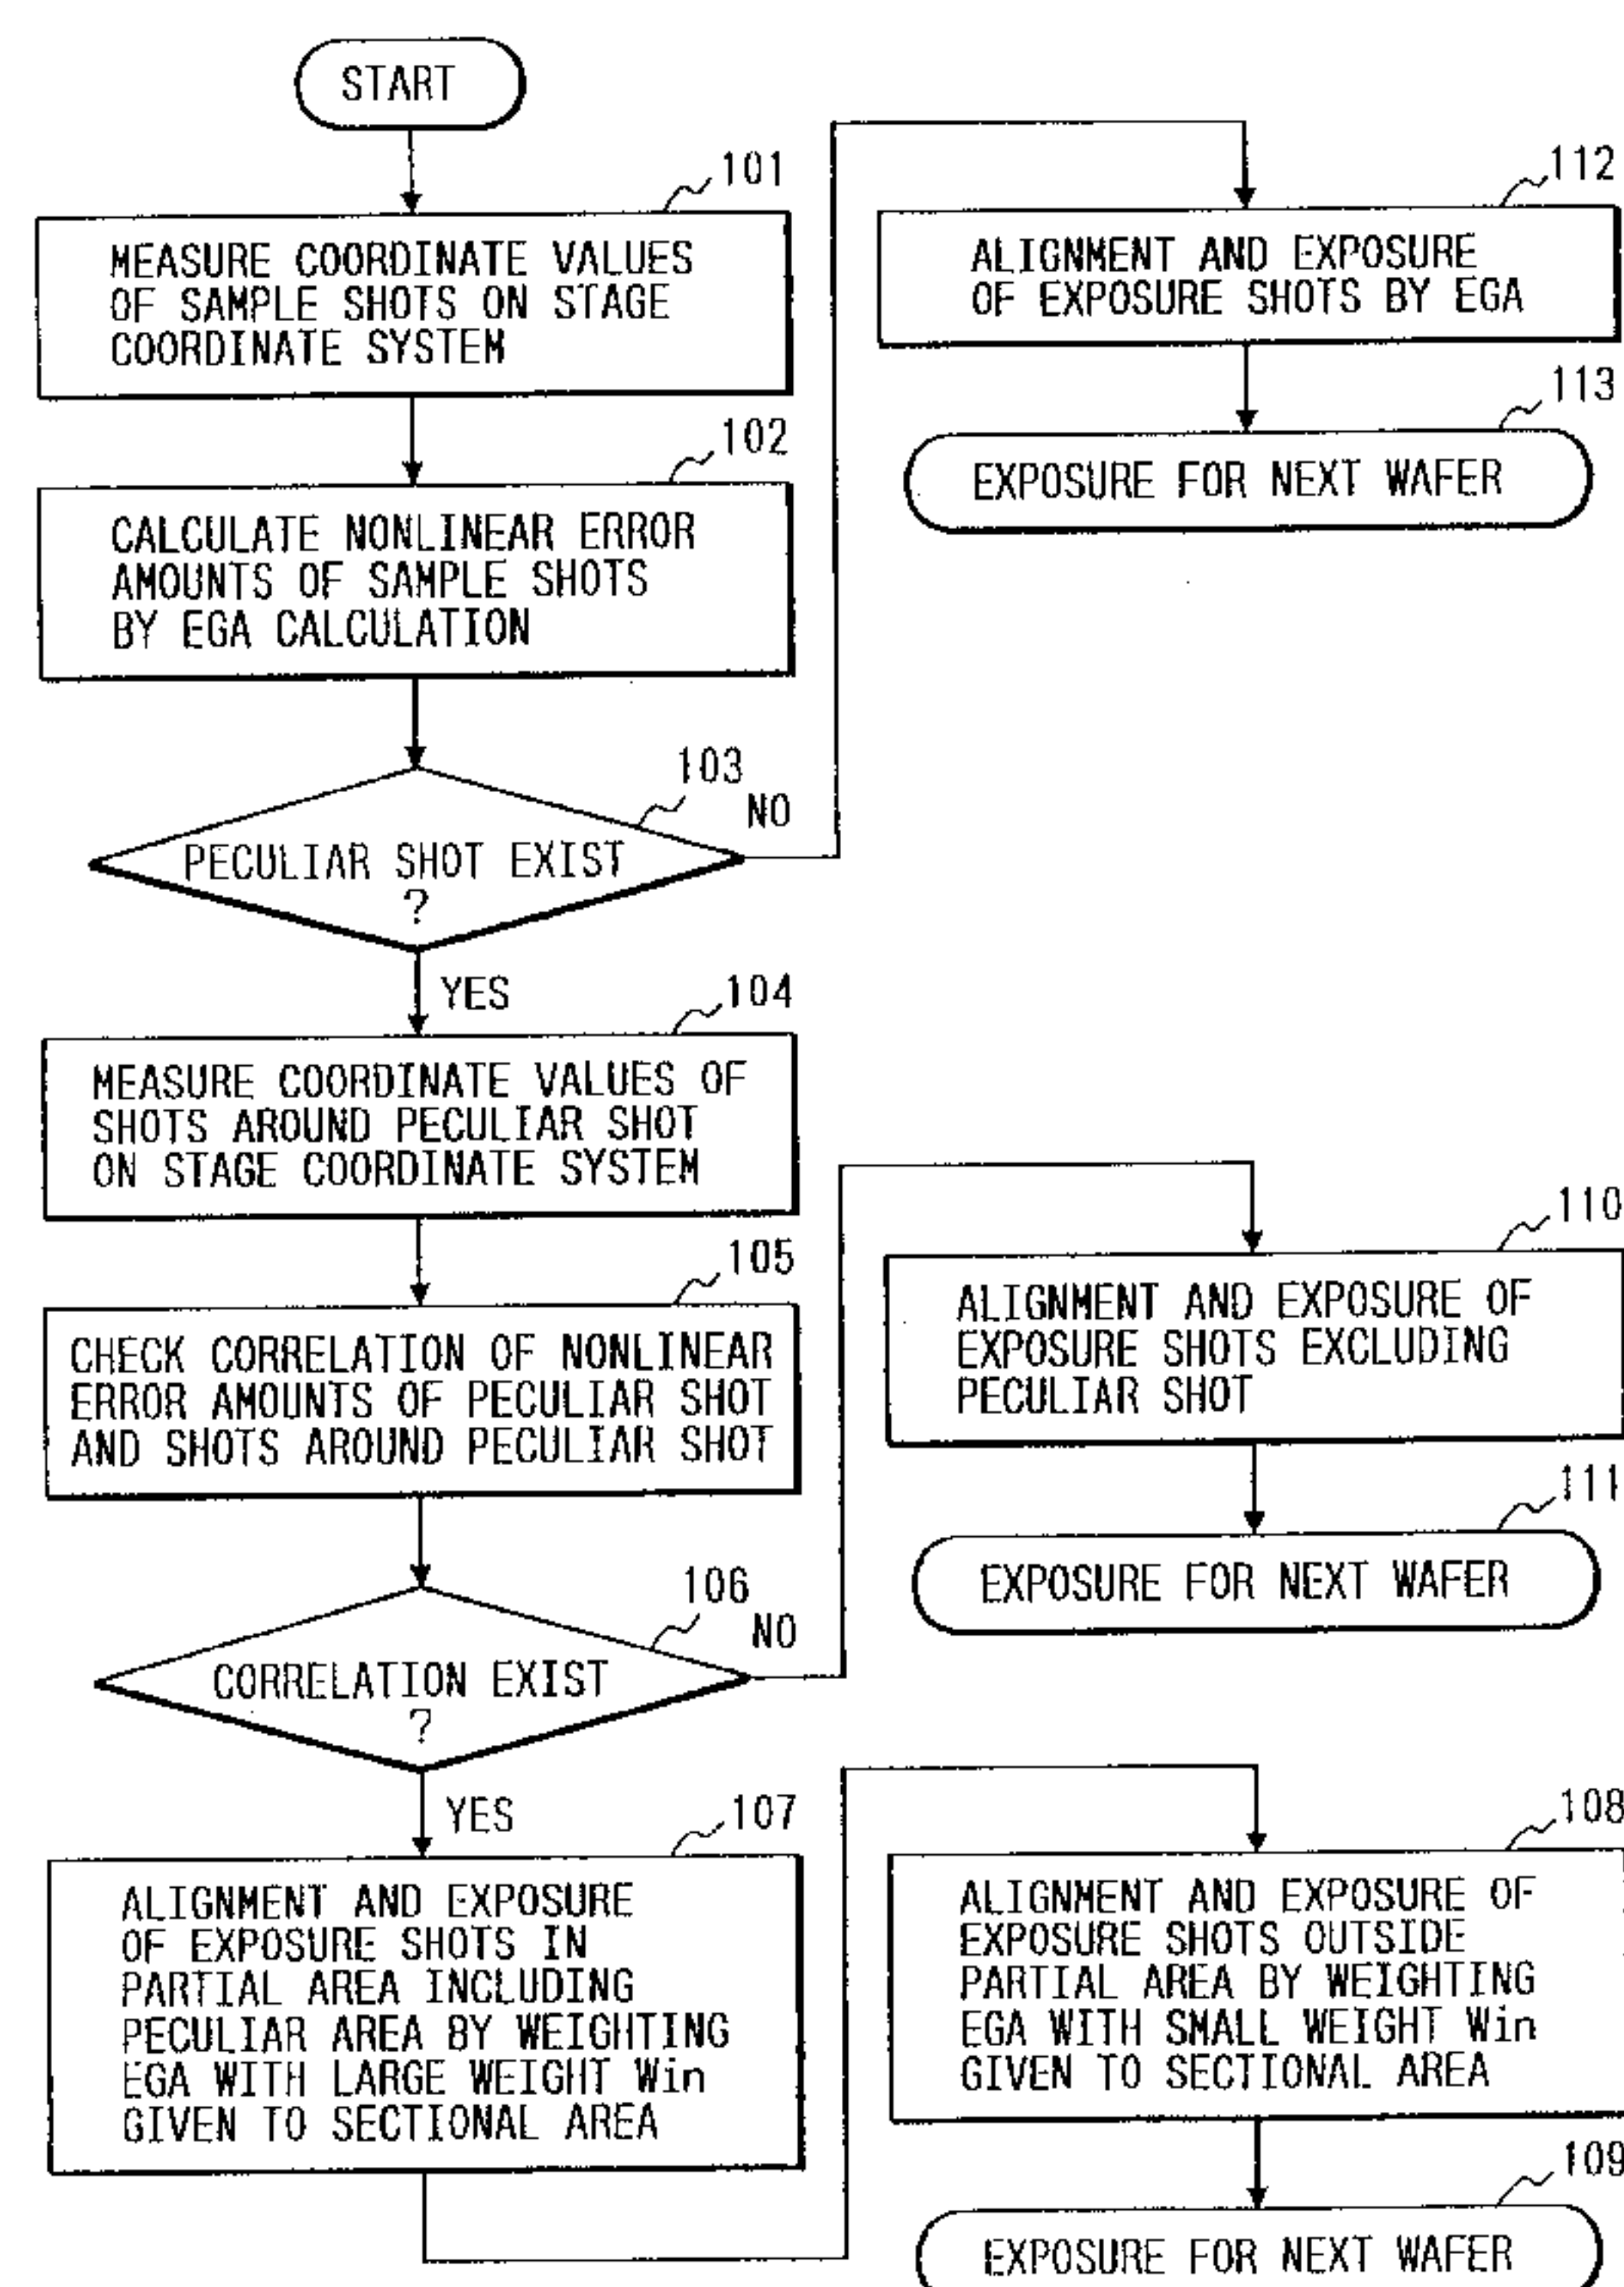 START
101
MEASURE COORDINATE VALUES
OF SAMPLE SHOTS ON STAGE
COORDINATE SYSTEM
102
CALCULATE NONLINEAR ERROR
AMOUNTS OF SAMPLE SHOTS
BY EGA CALCULATION
103
NO
PECULIAR SHOT EXIST
?
YES
104
MEASURE COORDINATE VALUES OF
SHOTS AROUND PECULIAR SHOT
ON STAGE COORDINATE SYSTEM
105
CHECK CORRELATION OF NONLINEAR
ERROR AMOUNTS OF PECULIAR SHOT
AND SHOTS AROUND PECULIAR SHOT
106
NO
CORRELATION EXIST
?
YES
107
ALIGNMENT AND EXPOSURE
OF EXPOSURE SHOTS IN
PARTIAL AREA INCLUDING
PECULIAR AREA BY WEIGHTING
EGA WITH LARGE WEIGHT Win
GIVEN TO SECTIONAL AREA
112
ALIGNMENT AND EXPOSURE
OF EXPOSURE SHOTS BY EGA
113
EXPOSURE FOR NEXT WAFER
110
ALIGNMENT AND EXPOSURE OF
EXPOSURE SHOTS EXCLUDING
PECULIAR SHOT
111
EXPOSURE FOR NEXT WAFER
108
ALIGNMENT AND EXPOSURE OF
EXPOSURE SHOTS OUTSIDE
PARTIAL AREA BY WEIGHTING
EGA WITH SMALL WEIGHT Win
GIVEN TO SECTIONAL AREA
109
EXPOSURE FOR NEXT WAFER